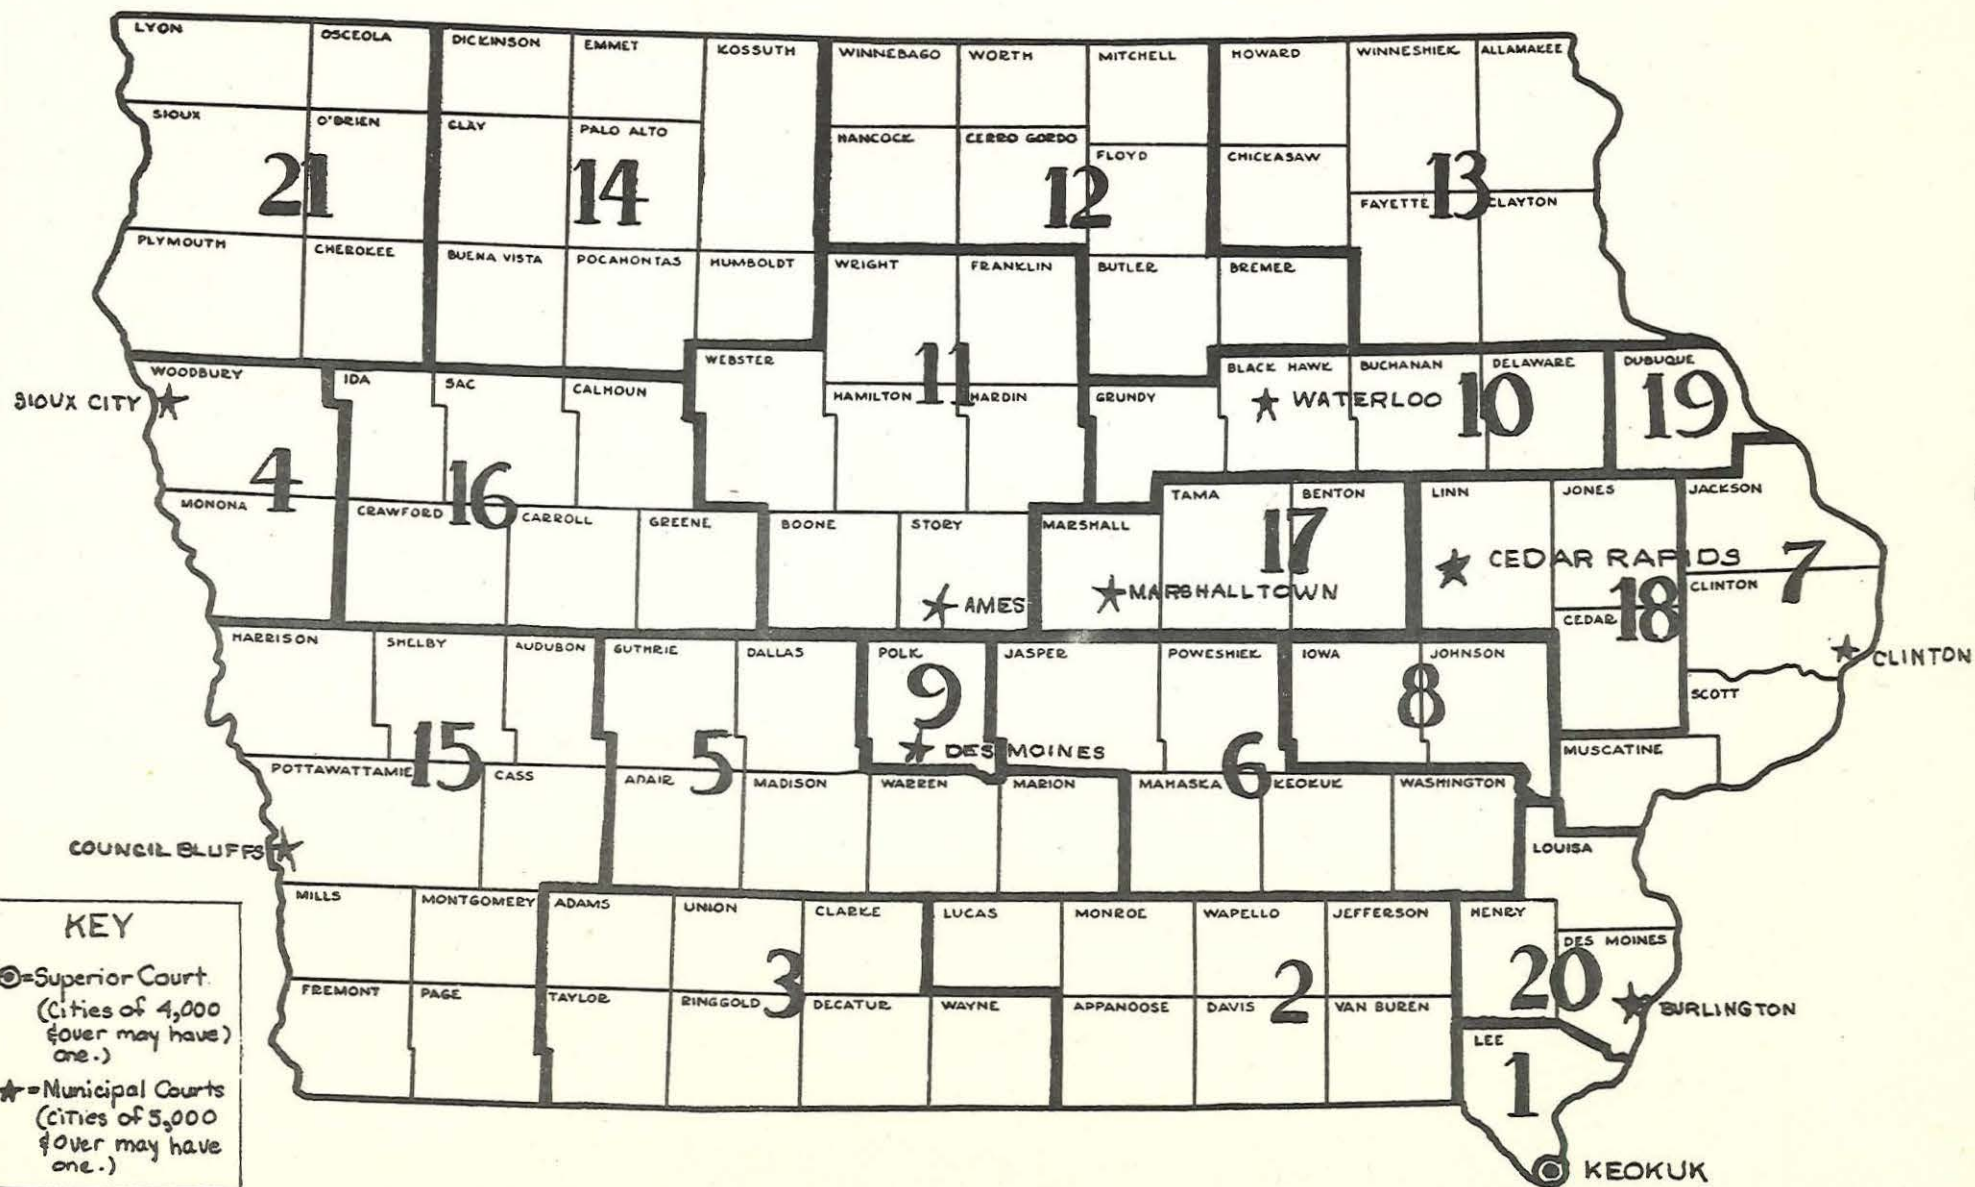 LYON
OSCEOLA
DICKINSON
EMMET
KOSSUTH
WINNEBAGO
WORTH
MITCHELL
HOWARD
WINNESHIEK
ALLAMAKEE
SIOUX
O'BRIEN
CLAY
PALO ALTO
HANCOCK
CERRO GORDO
FLOYD
CHICKASAW
21
14
12
13
FAYETTE
CLAYTON
PLYMOUTH
CHEROKEE
BUENA VISTA
POCAHONTAS
HUMBOLDT
WRIGHT
FRANKLIN
BUTLER
BREMER
WEBSTER
11
WOODBURY
IDA
SAC
CALHOUN
HAMILTON
HARDIN
GRUNDY
BLACK HAWK
BUCHANAN
DELAWARE
DUBUQUE
SIOUX CITY
WATERLOO
10
19
4
16
MONONA
CRAWFORD
CARROLL
GREENE
BOONE
STORY
MARSHALL
TAMA
BENTON
LINN
JONES
JACKSON
17
CEDAR RAPIDS
7
AMES
MARSHALLTOWN
CLINTON
18
CEDAR
HARRISON
SHELBY
AUDUBON
GUTHRIE
DALLAS
POLK
JASPER
POWESHIEK
IOWA
JOHNSON
CLINTON
9
8
SCOTT
15
5
DES MOINES
6
MUSCATINE
POTTAWATTAMIE
CASS
ADAIR
MADISON
WARREN
MARION
MAHASKA
KEOKUK
WASHINGTON
COUNCIL BLUFFS
LOUISA
MILLS
MONTGOMERY
ADAMS
UNION
CLARKE
LUCAS
MONROE
WAPELLO
JEFFERSON
HENRY
DES MOINES
3
2
20
FREMONT
PAGE
TAYLOR
RINGGOLD
DECATUR
WAYNE
APPANOOSE
DAVIS
VAN BUREN
BURLINGTON
LEE
1
KEOKUK
KEY
=Superior Court
(Cities of 4,000
&over may have)
one.)
★=Municipal Courts
(Cities of 5,000
&over may have
one.)